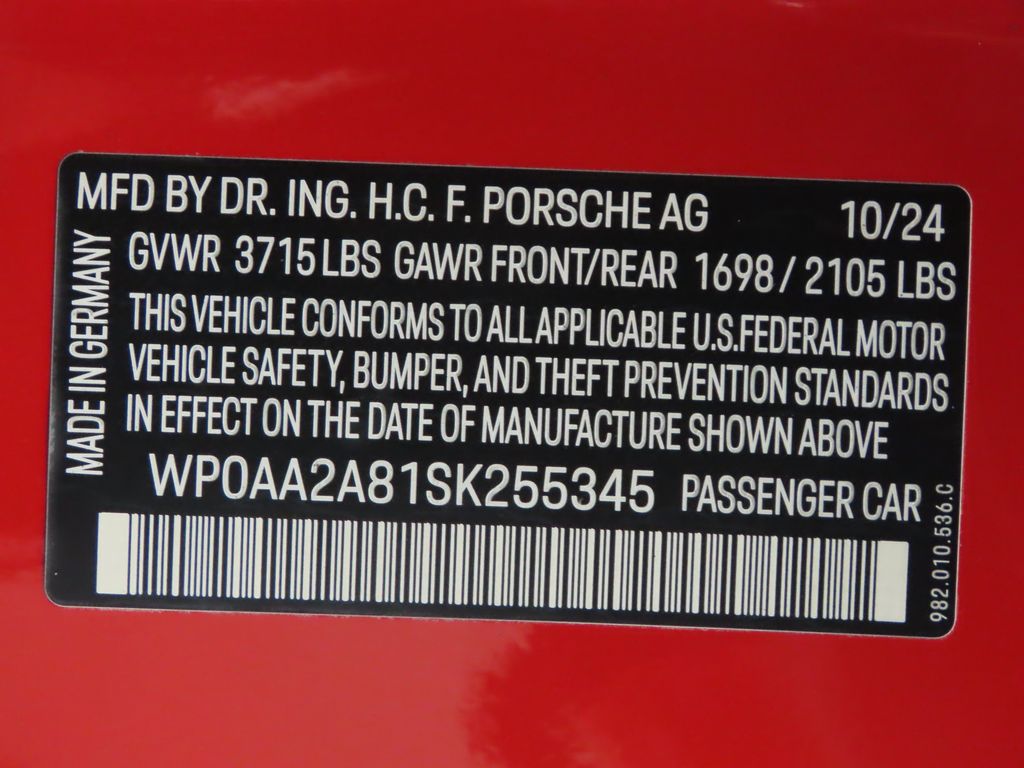 MFD BY DR. ING. H.C. F. PORSCHE AG 10/24
GVWR 3715 LBS GAWR FRONT/REAR 1698 / 2105 LBS
THIS VEHICLE CONFORMS TO ALL APPLICABLE U.S.FEDERAL MOTOR
VEHICLE SAFETY, BUMPER, AND THEFT PREVENTION STANDARDS
IN EFFECT ON THE DATE OF MANUFACTURE SHOWN ABOVE
WP0AA2A81SK255345 PASSENGER CAR
MADE IN GERMANY
982.010.536.C